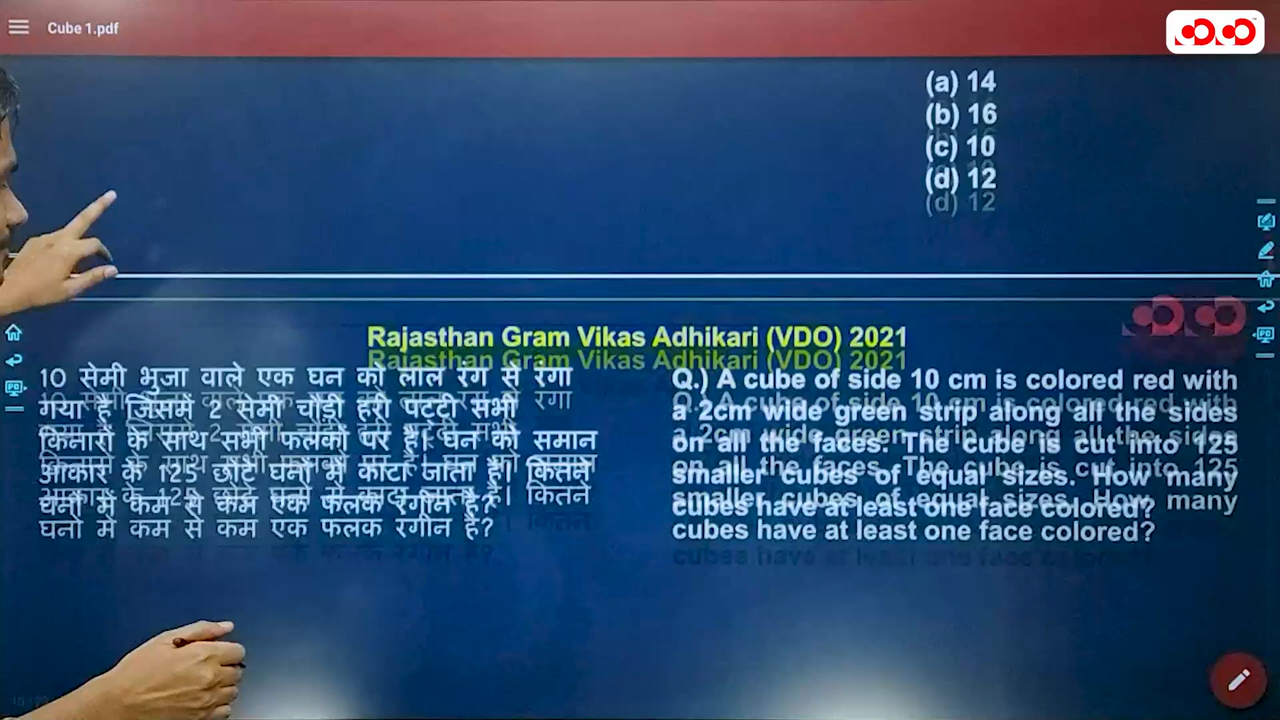 Cube 1.pdf
(a) 14
(b) 16
(c) 10
(d) 12
Rajasthan Gram Vikas Adhikari (VDO) 2021
10 सेमी भुजा वाले एक घन को लाल रंग से रंगा
गया है जिसमें 2 सेमी चौड़ी हरी पट्टी सभी
किनारों के साथ सभी फलकों पर है। घन को समान
आकार के 125 छोटे घनों में काटा जाता है। कितने
घनों में कम से कम एक फलक रंगीन है?
Q.) A cube of side 10 cm is colored red with
a 2cm wide green strip along all the sides
on all the faces. The cube is cut into 125
smaller cubes of equal sizes. How many
cubes have at least one face colored?